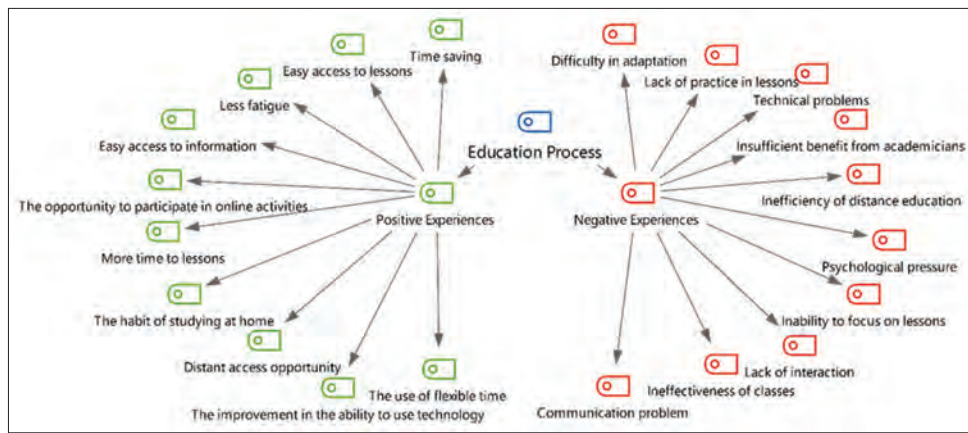 Time saving
Difficulty in adaptation
Easy access to lessons
Lack of practice in lessons
Less fatigue
Technical problems
Easy access to information
Education Process
Insufficient benefit from academicians
The opportunity to participate in online activities
Positive Experiences
Negative Experiences
Inefficiency of distance education
More time to lessons
Psychological pressure
The habit of studying at home
Inability to focus on lessons
Distant access opportunity
Lack of interaction
The use of flexible time
Ineffectiveness of classes
The improvement in the ability to use technology
Communication problem